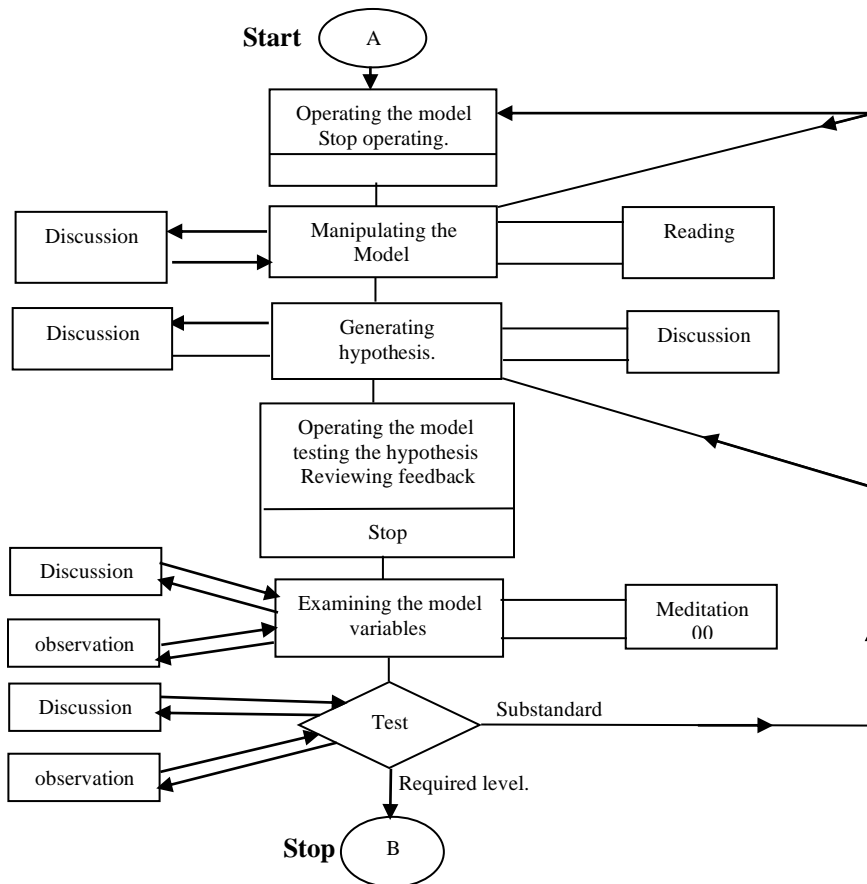 Start
A
Operating the model
Stop operating.
Discussion
Manipulating the
Model
Reading
Discussion
Generating
hypothesis.
Discussion
Operating the model
testing the hypothesis
Reviewing feedback
Stop
Discussion
observation
Examining the model
variables
Meditation
00
Discussion
observation
Test
Substandard
Required level.
Stop
B